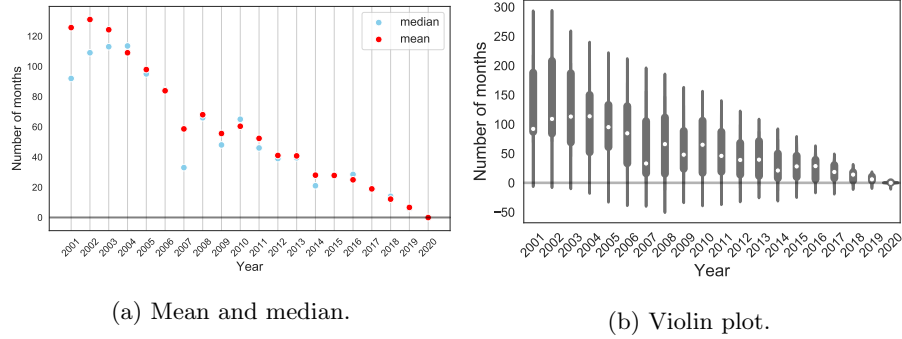 median
mean
120
100
80
60
40
20
0
Number of months
2001 2002 2003 2004 2005 2006 2007 2008 2009 2010 2011 2012 2013 2014 2015 2016 2017 2018 2019 2020
Year
(a) Mean and median.
300
250
200
150
100
50
0
−50
Number of months
2001 2002 2003 2004 2005 2006 2007 2008 2009 2010 2011 2012 2013 2014 2015 2016 2017 2018 2019 2020
Year
(b) Violin plot.